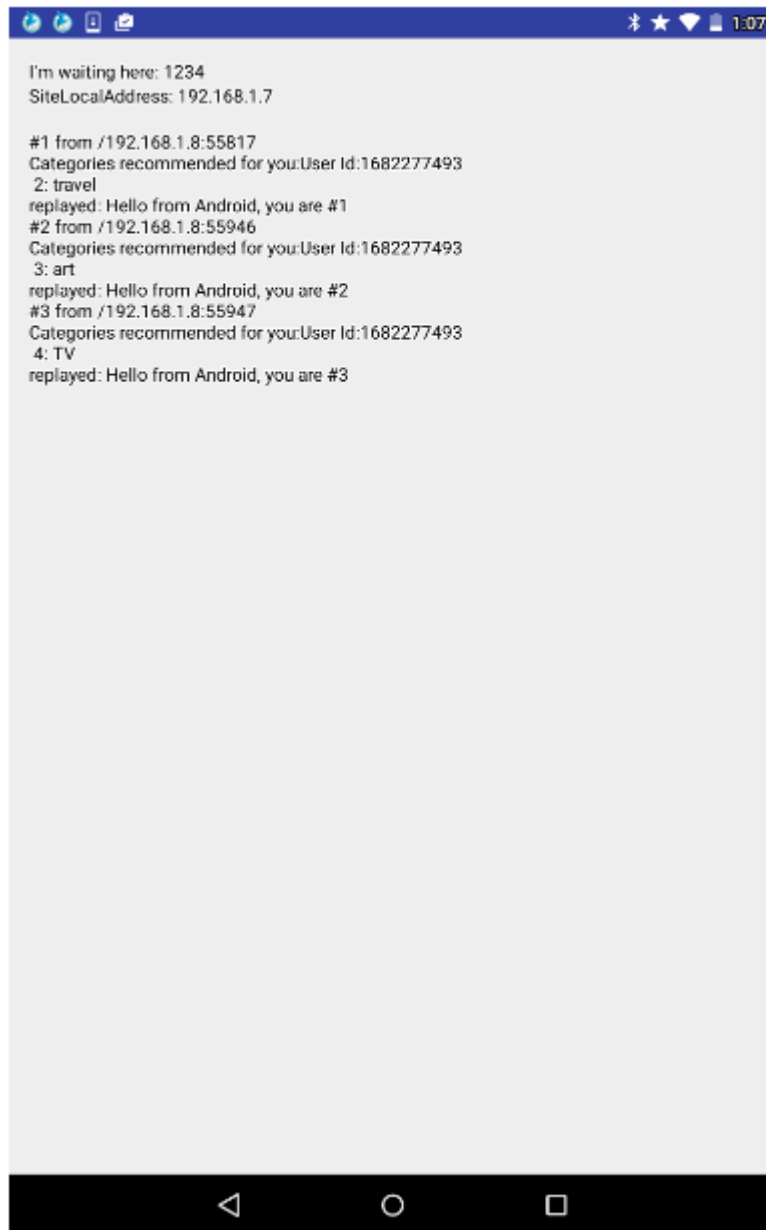 1:07
I'm waiting here: 1234
SiteLocalAddress: 192.168.1.7
#1 from /192.168.1.8:55817
Categories recommended for you:User Id:1682277493
2: travel
replayed: Hello from Android, you are #1
#2 from /192.168.1.8:55946
Categories recommended for you:User Id:1682277493
3: art
replayed: Hello from Android, you are #2
#3 from /192.168.1.8:55947
Categories recommended for you:User Id:1682277493
4: TV
replayed: Hello from Android, you are #3